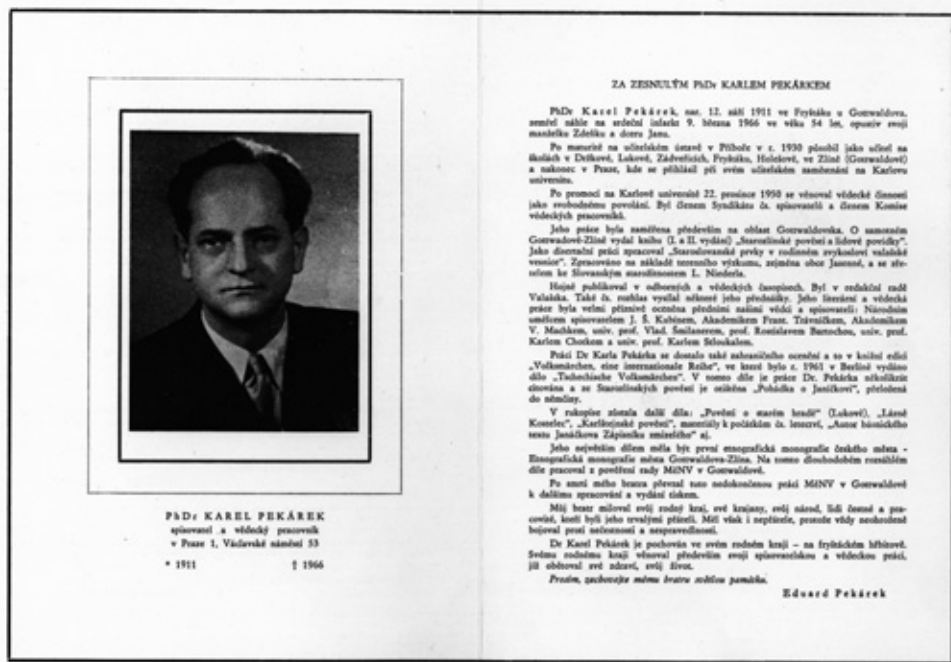 PhDr KAREL PEKÁREK
spisovatel a vědecký pracovník
v Praze 1, Václavské náměstí 53
* 1911 † 1966
ZA ZESNULÝM PhDr KARLEM PEKÁRKEM
PhDr Karel Pekárek, nar. 12. září 1911 ve Fryštáku u Gottwaldova,
zemřel náhle na srdeční infarkt 9. března 1966 ve věku 54 let, opustiv svoji
manželku Zdeňku a dceru Janu.
Po maturitě na učitelském ústavě v Příboře v r. 1930 působil jako učitel na
školách v Držkové, Lukově, Zádveřicích, Fryštáku, Holešově, ve Zlíně (Gottwaldově)
a nakonec v Praze, kde se přihlásil při svém učitelském zaměstnání na Karlovu
universitu.
Po promoci na Karlově universitě 22. prosince 1950 se věnoval vědecké činnosti
jako svobodnému povolání. Byl členem Syndikátu čs. spisovatelů a členem Komise
vědeckých pracovníků.
Jeho práce byla zaměřena především na oblast Gottwaldovska. O samotném
Gottwadově-Zlíně vydal knihu (I. a II. vydání) „Starozlínské pověsti a lidové povídky“.
Jako disertační práci zpracoval „Staroslovanské prvky v rodinném zvykosloví valašské
vesnice“. Zpracováno na základě terenního výzkumu, zejména obce Jasenné, a se zře-
telem ke Slovanským starožitnostem L. Niederla.
Hojně publikoval v odborných a vědeckých časopisech. Byl v redakční radě
Valašska. Také čs. rozhlas vysílal některé jeho přednášky. Jeho literární a vědecká
práce byla velmi příznivě oceněna předními našimi vědci a spisovateli: Národním
umělcem spisovatelem J. Š. Kubínem, Akademikem Frant. Trávníčkem, Akademikem
V. Machkem, univ. prof. Vlad. Šmilauerem, prof. Rostislavem Bartochou, univ. prof.
Karlem Chotkem a univ. prof. Karlem Stloukalem.
Práci Dr Karla Pekárka se dostalo také zahraničního ocenění a to v knižní edici
„Volksmärchen, eine internationale Reihe“, ve které bylo r. 1961 v Berlíně vydáno
dílo „Tschechische Volksmärchen“. V tomto díle je práce Dr. Pekárka několikráte
citována a ze Starozlínských pověstí je otištěna „Pohádka o Janíčkovi“, přeložená
do němčiny.
V rukopise zůstala další díla: „Pověsti o starém hradě“ (Lukově), „Lázně
Kostelec“, „Karlštejnské pověsti“, materiály k počátkům čs. letectví, „Autor básnického
textu Janáčkova Zápisníku zmizelého“ aj.
Jeho největším dílem měla být první etnografická monografie českého města -
Etnografická monografie města Gottwaldova-Zlína. Na tomto dlouhodobém rozsáhlém
díle pracoval z pověření rady MěNV v Gottwaldově.
Po smrti mého bratra převzal tuto nedokončenou práci MěNV v Gottwaldově
k dalšímu zpracování a vydání tiskem.
Můj bratr miloval svůj rodný kraj, své krajany, svůj národ, lidi čestné a pra-
covité, kteří byli jeho trvalými přáteli. Měl však i nepřátele, protože vždy neohroženě
bojoval proti nečestnosti a nespravedlnosti.
Dr Karel Pekárek je pochován ve svém rodném kraji – na fryštáckém hřbitově.
Svému rodnému kraji věnoval především svoji spisovatelskou a vědeckou práci,
jíž obětoval své zdraví, svůj život.
Prosím, zachovejte mému bratru světlou památku.
Eduard Pekárek